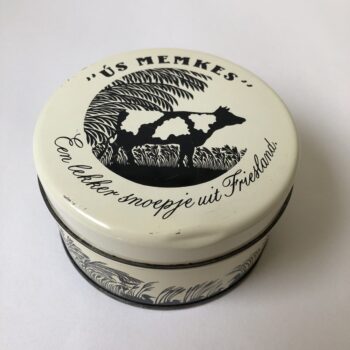 "ÚS MEMKES"
Een lekker snoepje uit Friesland.